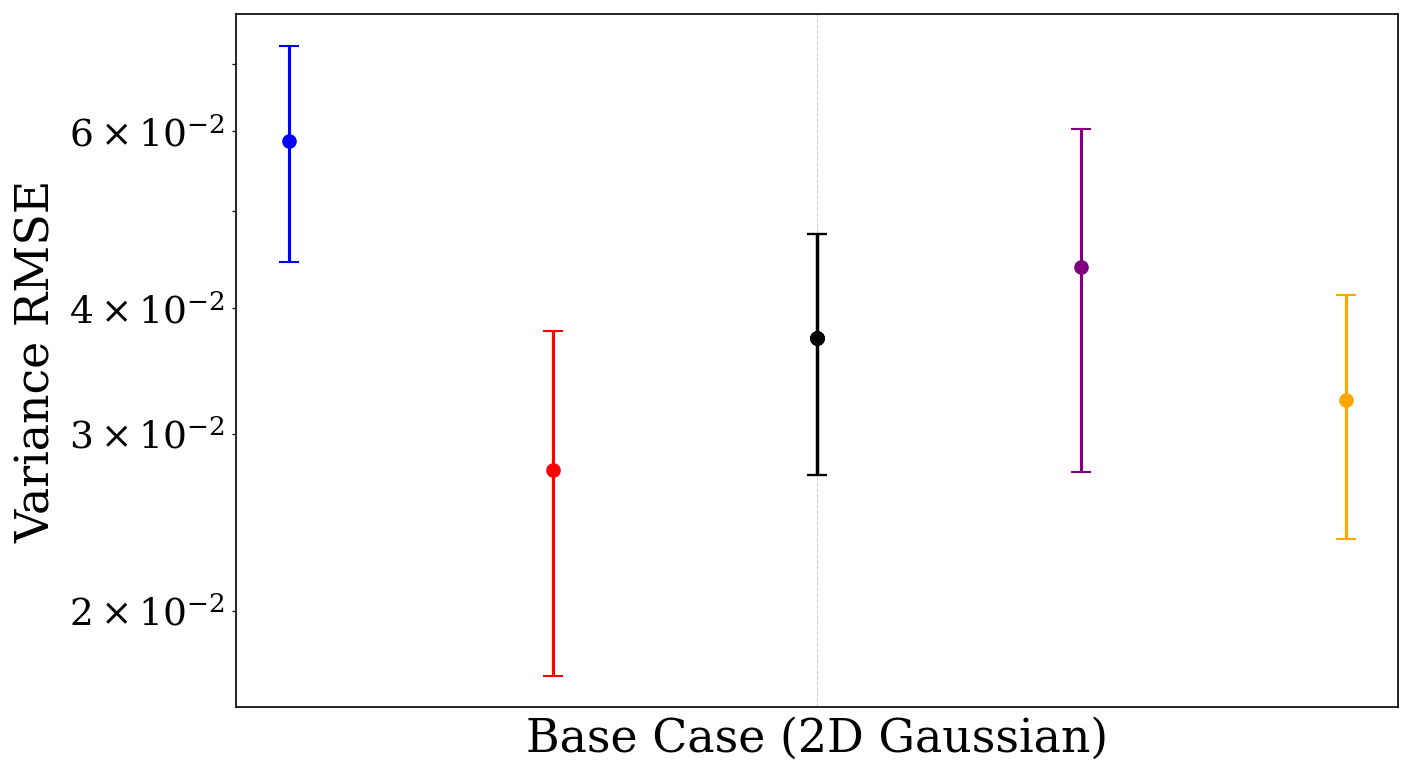 Variance RMSE
6 × 10⁻²
4 × 10⁻²
3 × 10⁻²
2 × 10⁻²
Base Case (2D Gaussian)